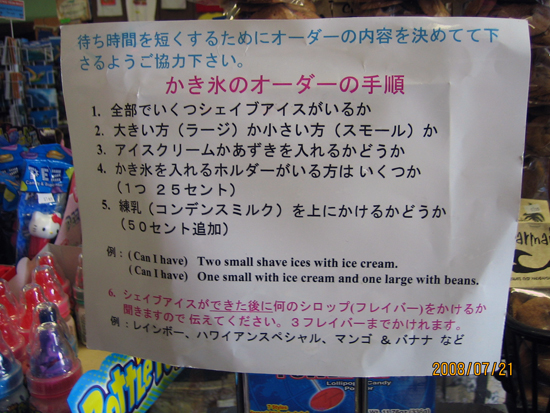 待ち時間を短くするためにオーダーの内容を決めてて下
さるようご協力下さい。
かき氷のオーダーの手順
1. 全部でいくつシェイブアイスがいるか
2. 大きい方（ラージ）か小さい方（スモール）か
3. アイスクリームかあずきを入れるかどうか
4. かき氷を入れるホルダーがいる方は いくつか
（1つ 25セント）
5. 練乳（コンデンスミルク）を上にかけるかどうか
（50セント追加）
例：(Can I have) Two small shave ices with ice cream.
(Can I have) One small with ice cream and one large with beans.
6. シェイブアイスができた後に何のシロップ(フレイバー)をかけるか
聞きますので 伝えてください。3フレイバーまでかけれます。
例：レインボー、ハワイアンスペシャル、マンゴ & バナナ など
PEZ
Bottle
Lollipop Candy
2008/07/21